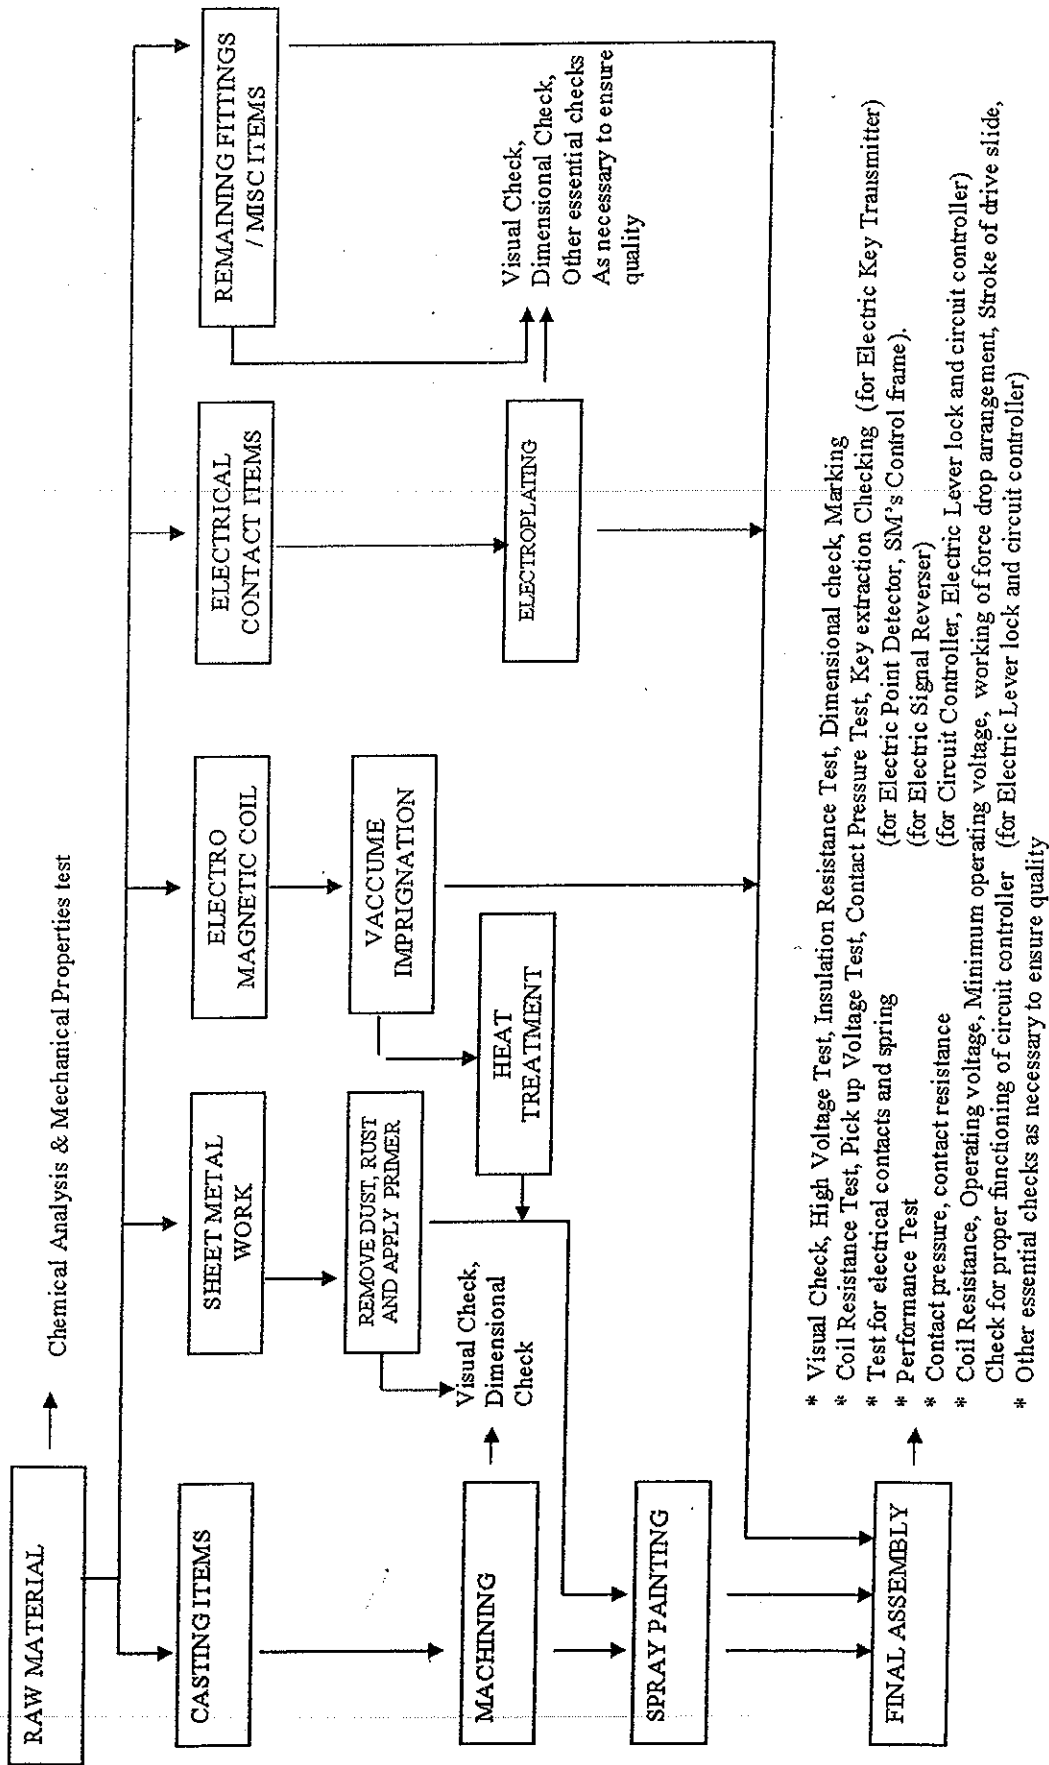 RAW MATERIAL
Chemical Analysis & Mechanical Properties test
CASTING ITEMS
SHEET METAL
WORK
ELECTRO
MAGNETIC COIL
ELECTRICAL
CONTACT ITEMS
REMAINING FITTINGS
/ MISC ITEMS
REMOVE DUST, RUST
AND APPLY PRIMER
VACCUME
IMPRIGNATION
Visual Check,
Dimensional
Check
HEAT
TREATMENT
ELECTROPLATING
Visual Check,
Dimensional Check,
Other essential checks
As necessary to ensure
quality
MACHINING
SPRAY PAINTING
FINAL ASSEMBLY
* Visual Check, High Voltage Test, Insulation Resistance Test, Dimensional check, Marking
* Coil Resistance Test, Pick up Voltage Test, Contact Pressure Test, Key extraction Checking (for Electric Key Transmitter)
* Test for electrical contacts and spring (for Electric Point Detector, SM's Control frame).
* Performance Test (for Electric Signal Reverser)
* Contact pressure, contact resistance (for Circuit Controller, Electric Lever lock and circuit controller)
* Coil Resistance, Operating voltage, Minimum operating voltage, working of force drop arrangement, Stroke of drive slide,
Check for proper functioning of circuit controller (for Electric Lever lock and circuit controller)
* Other essential checks as necessary to ensure quality